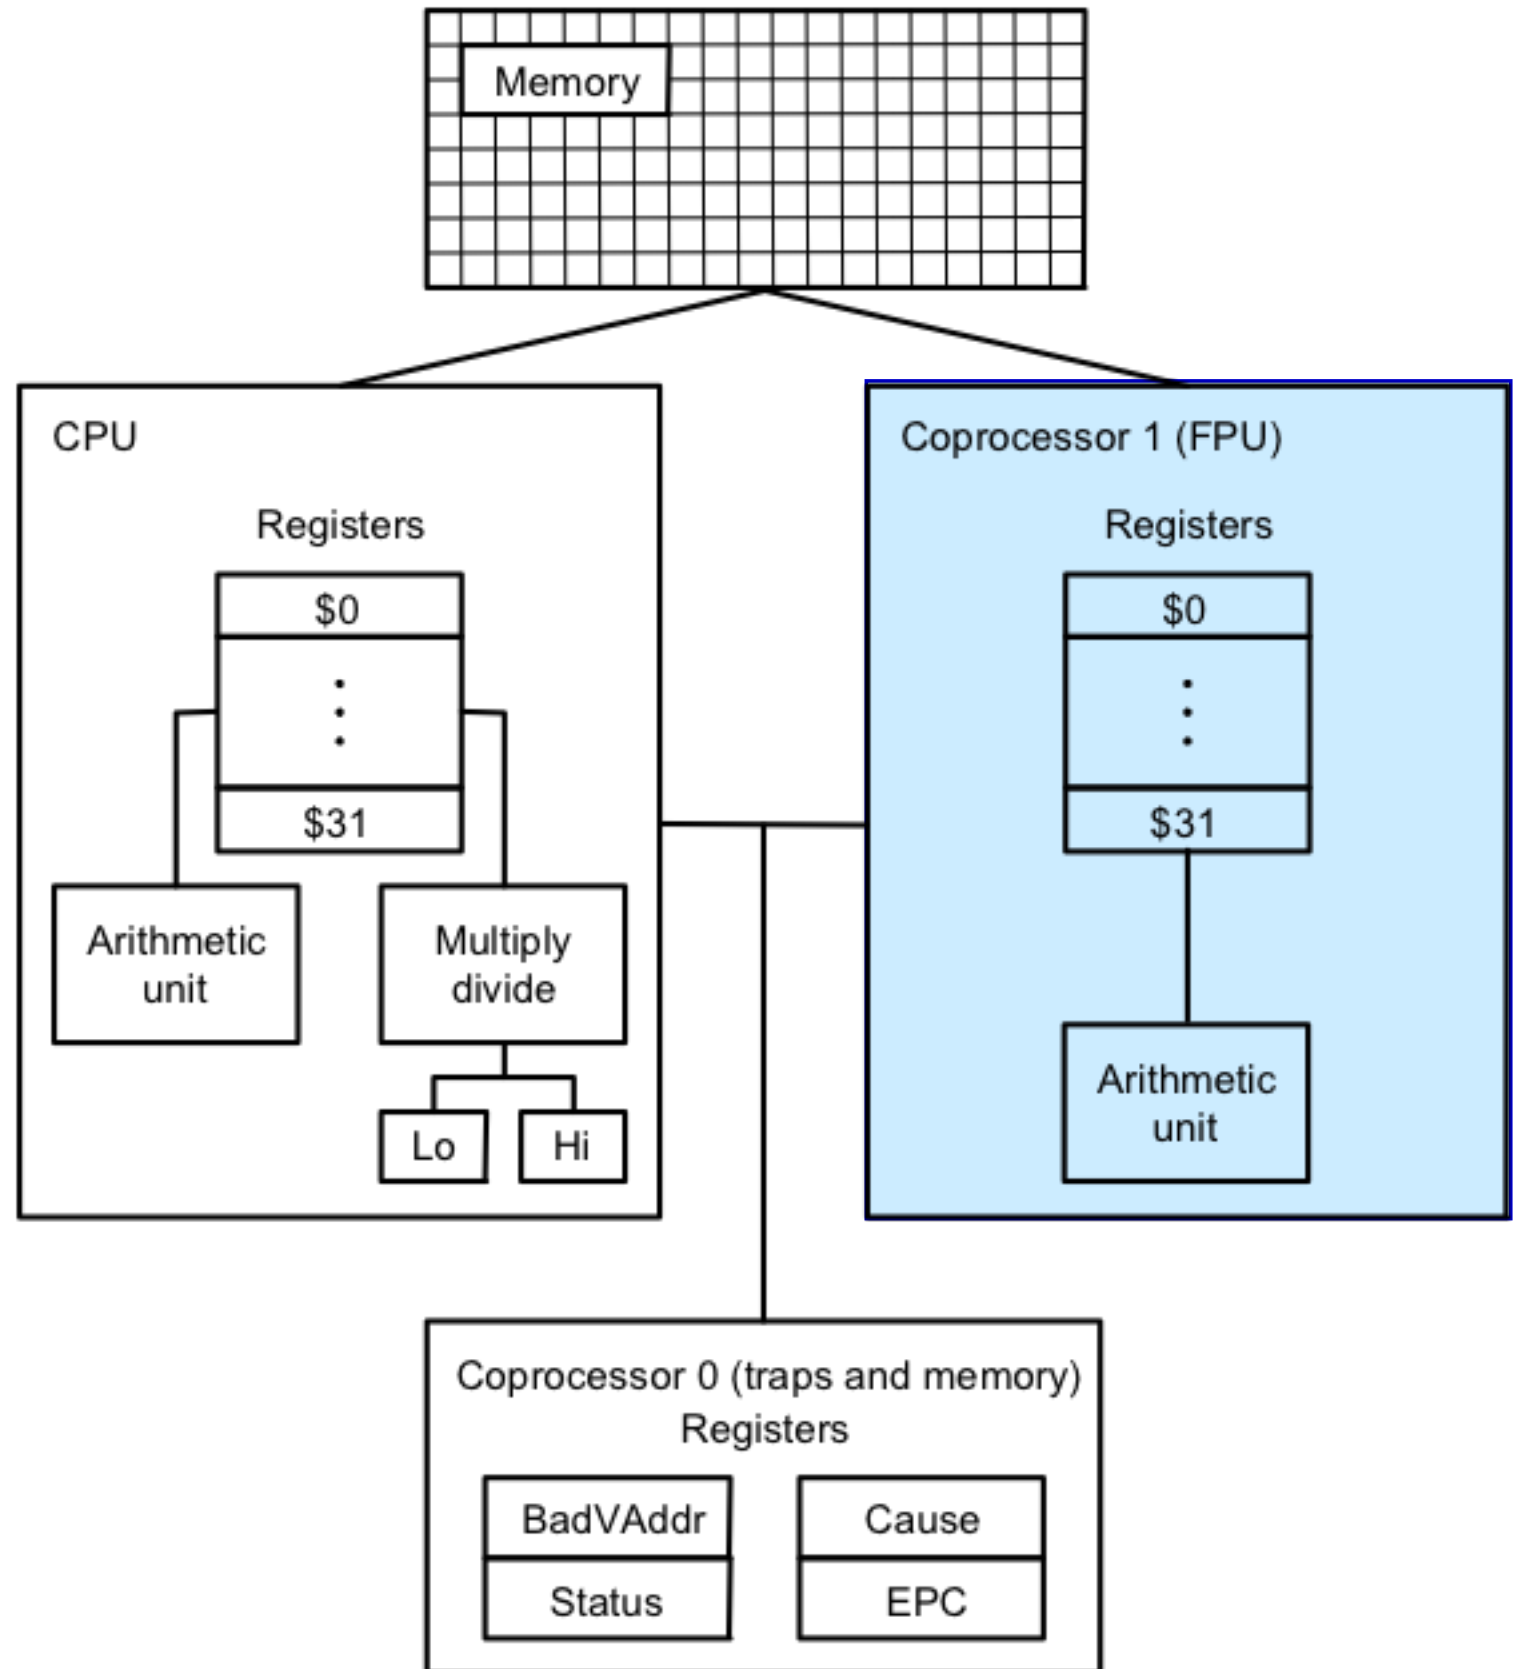 Memory
CPU
Registers
$0
$31
Arithmetic
unit
Multiply
divide
Lo
Hi
Coprocessor 1 (FPU)
Registers
$0
$31
Arithmetic
unit
Coprocessor 0 (traps and memory)
Registers
BadVAddr
Status
Cause
EPC